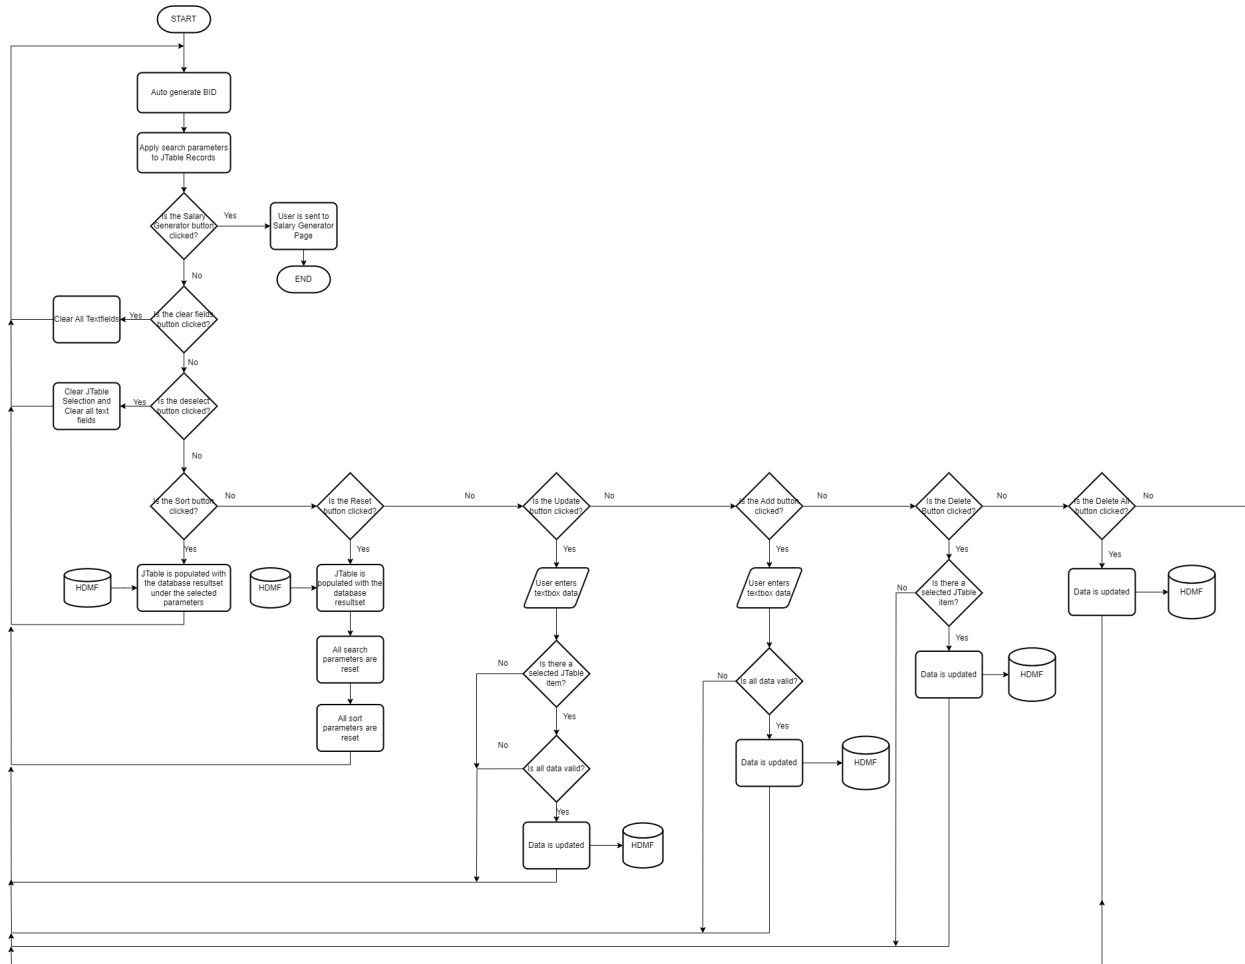 START
Auto generate BID
Apply search parameters
to JTable Records
Is the Salary
Generator button
clicked?
Yes
User is sent to
Salary Generator
Page
END
No
Is the clear fields
button clicked?
Yes
Clear All Textfields
No
Is the deselect
button clicked?
Yes
Clear JTable
Selection and
Clear all text
fields
No
Is the Sort button
clicked?
No
Is the Reset
button clicked?
No
Is the Update
button clicked?
No
Is the Add button
clicked?
No
Is the Delete
Button clicked?
No
Is the Delete All
button clicked?
No
Yes
Yes
Yes
Yes
Yes
Yes
HDMF
JTable is populated with
the database resultset
under the selected
parameters
HDMF
JTable is
populated with the
database
resultset
User enters
textbox data
User enters
textbox data
No
Is there a
selected JTable
item?
Data is updated
HDMF
All search
parameters are
reset
No
Is there a
selected JTable
item?
Yes
No
Is all data valid?
Yes
Data is updated
HDMF
All sort
parameters are
reset
Yes
No
Is all data valid?
Yes
Data is updated
HDMF
Yes
Data is updated
HDMF